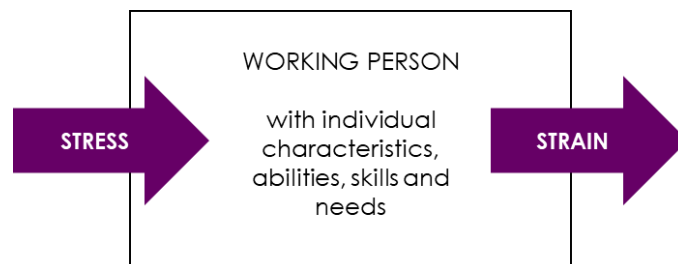 WORKING PERSON
STRESS
with individual
characteristics,
abilities, skills and
needs
STRAIN